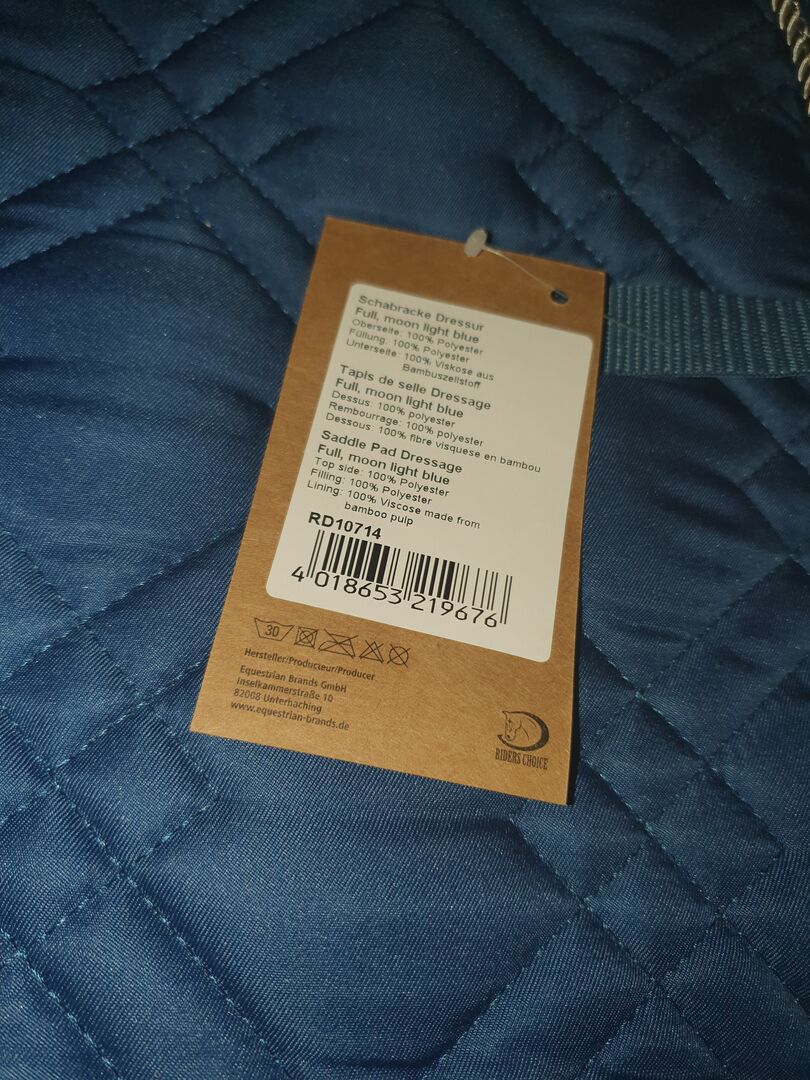 Schabracke Dressur
Full, moon light blue
Oberseite: 100% Polyester
Füllung: 100% Polyester
Unterseite: 100% Viskose aus
Bambuszellstoff
Tapis de selle Dressage
Full, moon light blue
Dessus: 100% polyester
Rembourrage: 100% polyester
Dessous: 100% fibre visquese en bambou
Saddle Pad Dressage
Full, moon light blue
Top side: 100% Polyester
Filling: 100% Polyester
Lining: 100% Viscose made from
bamboo pulp
RD10714
4 018653 219676
30
Hersteller/Producteur/Producer
Equestrian Brands GmbH
Inselkammerstraße 10
82008 Unterhaching
www.equestrian-brands.de
RIDERS CHOICE